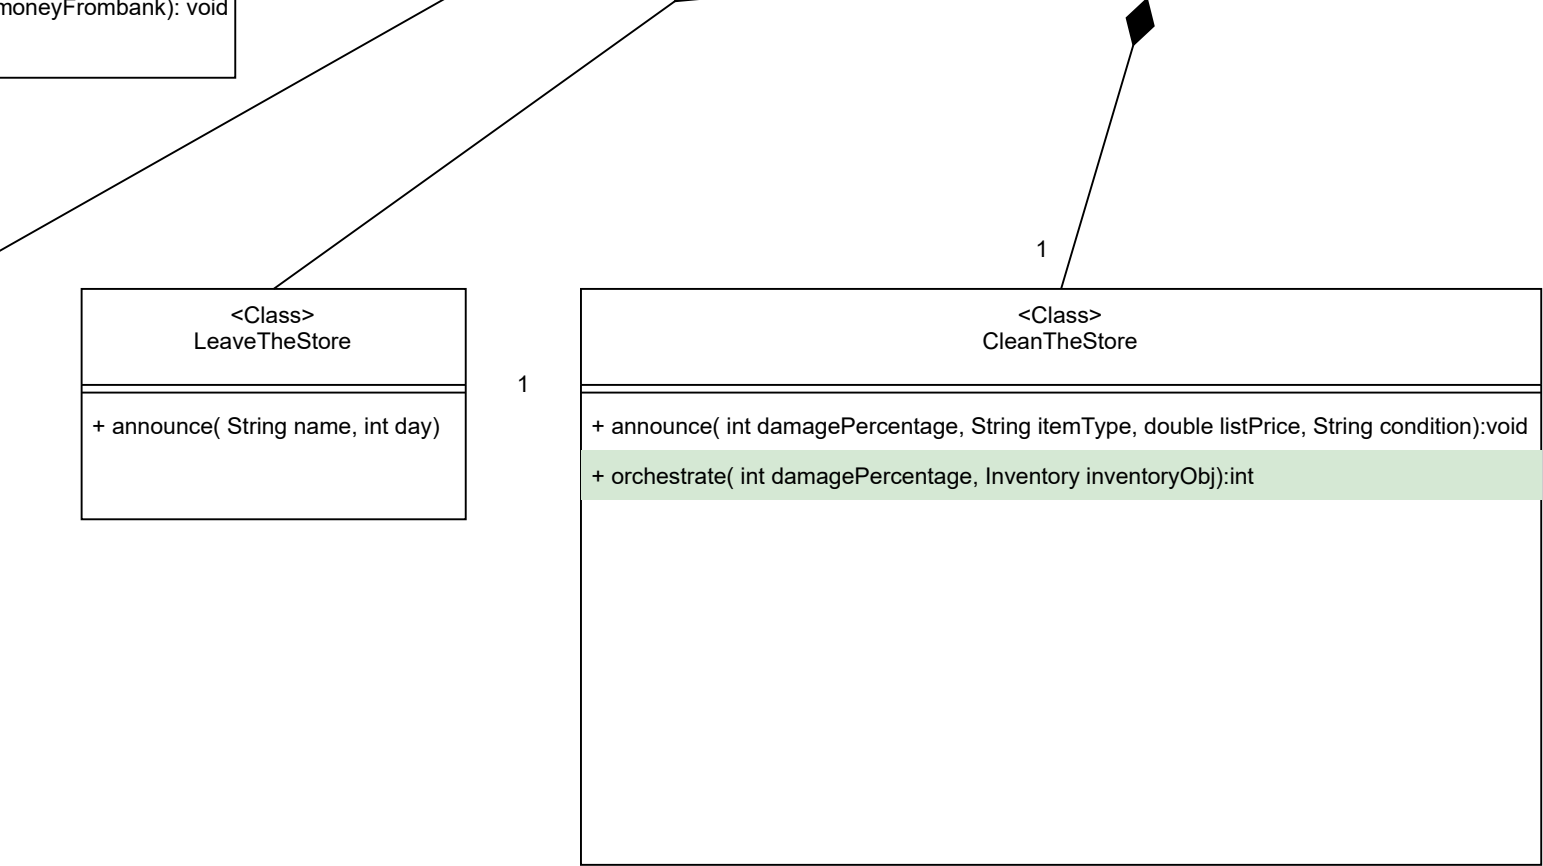 moneyFrombank): void
1
<Class>
LeaveTheStore
<Class>
CleanTheStore
1
+ announce( String name, int day)
+ announce( int damagePercentage, String itemType, double listPrice, String condition):void
+ orchestrate( int damagePercentage, Inventory inventoryObj):int